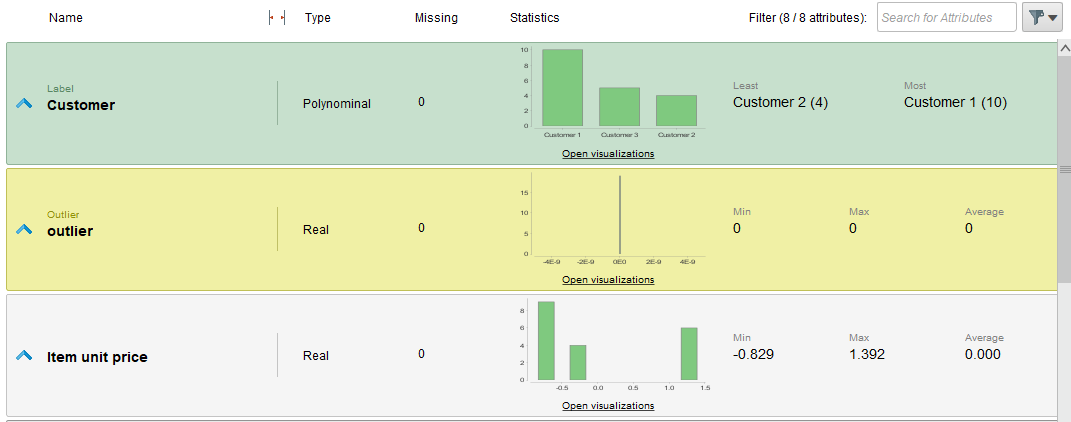 Name Type Missing Statistics Filter (8 / 8 attributes): Search for Attributes
Label
Customer
Polynominal
0
10
8
6
4
2
0
Customer 1 Customer 3 Customer 2
Open visualizations
Least
Customer 2 (4)
Most
Customer 1 (10)
Outlier
outlier
Real
0
15
10
5
0
-4E-9 -2E-9 0E0 2E-9 4E-9
Open visualizations
Min
0
Max
0
Average
0
Item unit price
Real
0
8
6
4
2
0
-0.5 0.0 0.5 1.0 1.5
Open visualizations
Min
-0.829
Max
1.392
Average
0.000